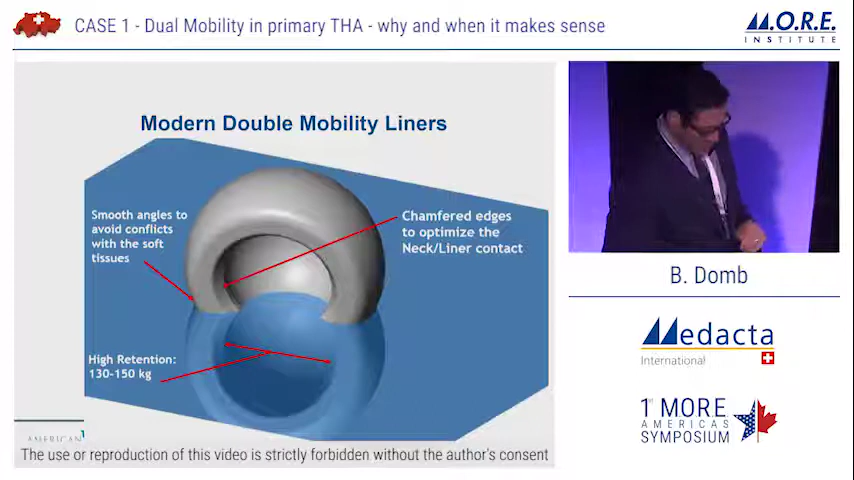 CASE 1 - Dual Mobility in primary THA - why and when it makes sense
M.O.R.E.
INSTITUTE
Modern Double Mobility Liners
Smooth angles to
avoid conflicts
with the soft
tissues
Chamfered edges
to optimize the
Neck/Liner contact
High Retention:
130-150 kg
AMERICAN
The use or reproduction of this video is strictly forbidden without the author's consent
B. Domb
Medacta
International
1st MORE
AMERICAS
SYMPOSIUM